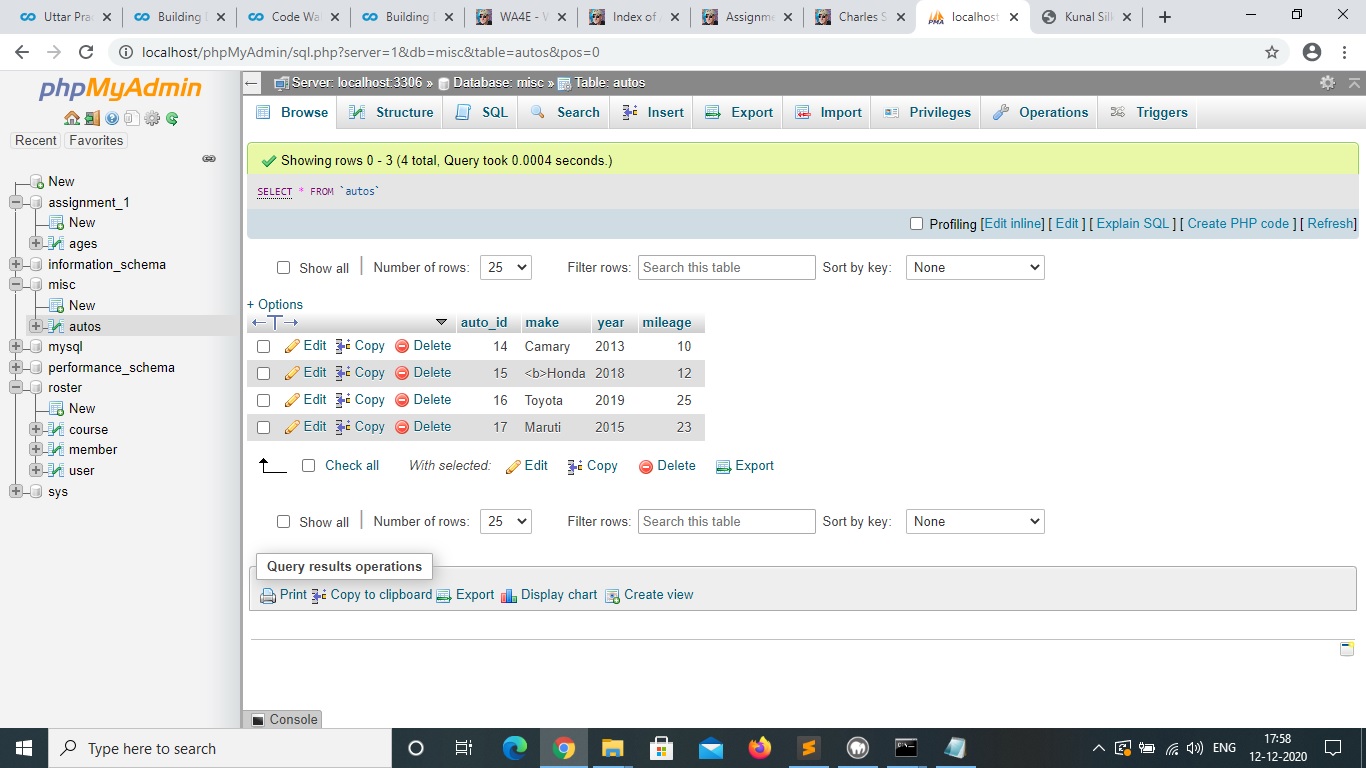 Uttar Prac
Building D
Code Wa
Building D
WA4E - W
Index of /
Assignme
Charles S
localhost
Kunal Silk
localhost/phpMyAdmin/sql.php?server=1&db=misc&table=autos&pos=0
phpMyAdmin
Recent Favorites
New
assignment_1
New
ages
information_schema
misc
New
autos
mysql
performance_schema
roster
New
course
member
user
sys
Server: localhost:3306 » Database: misc » Table: autos
Browse Structure SQL Search Insert Export Import Privileges Operations Triggers
Showing rows 0 - 3 (4 total, Query took 0.0004 seconds.)
SELECT * FROM `autos`
Profiling [Edit inline] [ Edit ] [ Explain SQL ] [ Create PHP code ] [ Refresh]
Show all Number of rows: 25 Filter rows: Search this table Sort by key: None
+ Options
auto_id make year mileage
Edit Copy Delete 14 Camary 2013 10
Edit Copy Delete 15 <b>Honda 2018 12
Edit Copy Delete 16 Toyota 2019 25
Edit Copy Delete 17 Maruti 2015 23
Check all With selected: Edit Copy Delete Export
Show all Number of rows: 25 Filter rows: Search this table Sort by key: None
Query results operations
Print Copy to clipboard Export Display chart Create view
Console
Type here to search
ENG
17:58
12-12-2020